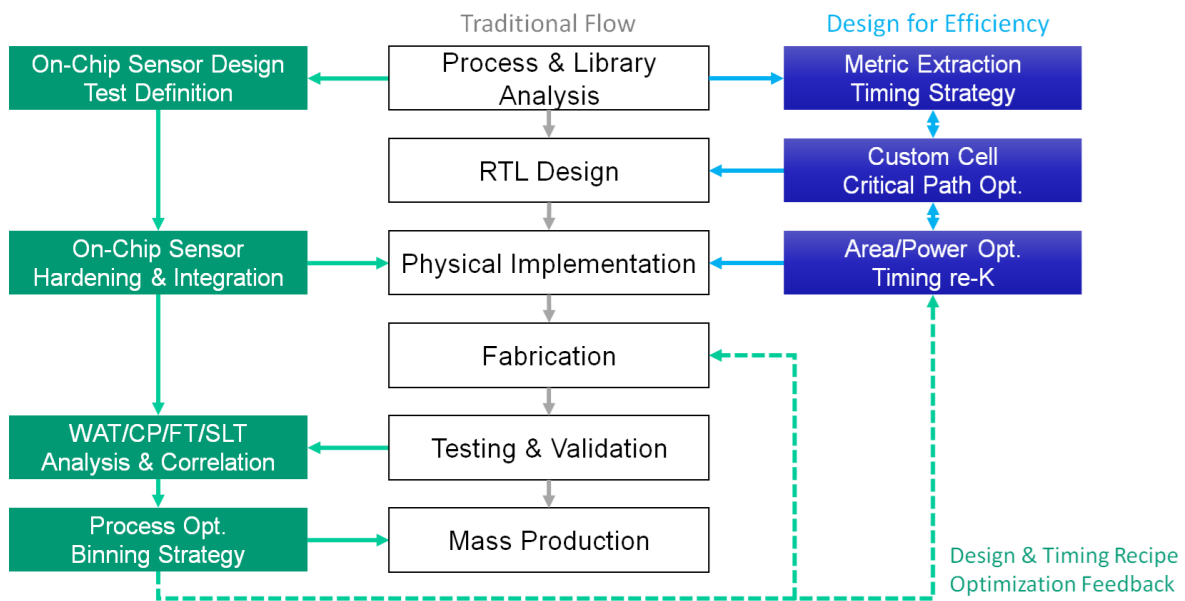 Traditional Flow
Design for Efficiency
On-Chip Sensor Design
Test Definition
Process & Library
Analysis
Metric Extraction
Timing Strategy
RTL Design
Custom Cell
Critical Path Opt.
On-Chip Sensor
Hardening & Integration
Physical Implementation
Area/Power Opt.
Timing re-K
Fabrication
WAT/CP/FT/SLT
Analysis & Correlation
Testing & Validation
Process Opt.
Binning Strategy
Mass Production
Design & Timing Recipe
Optimization Feedback